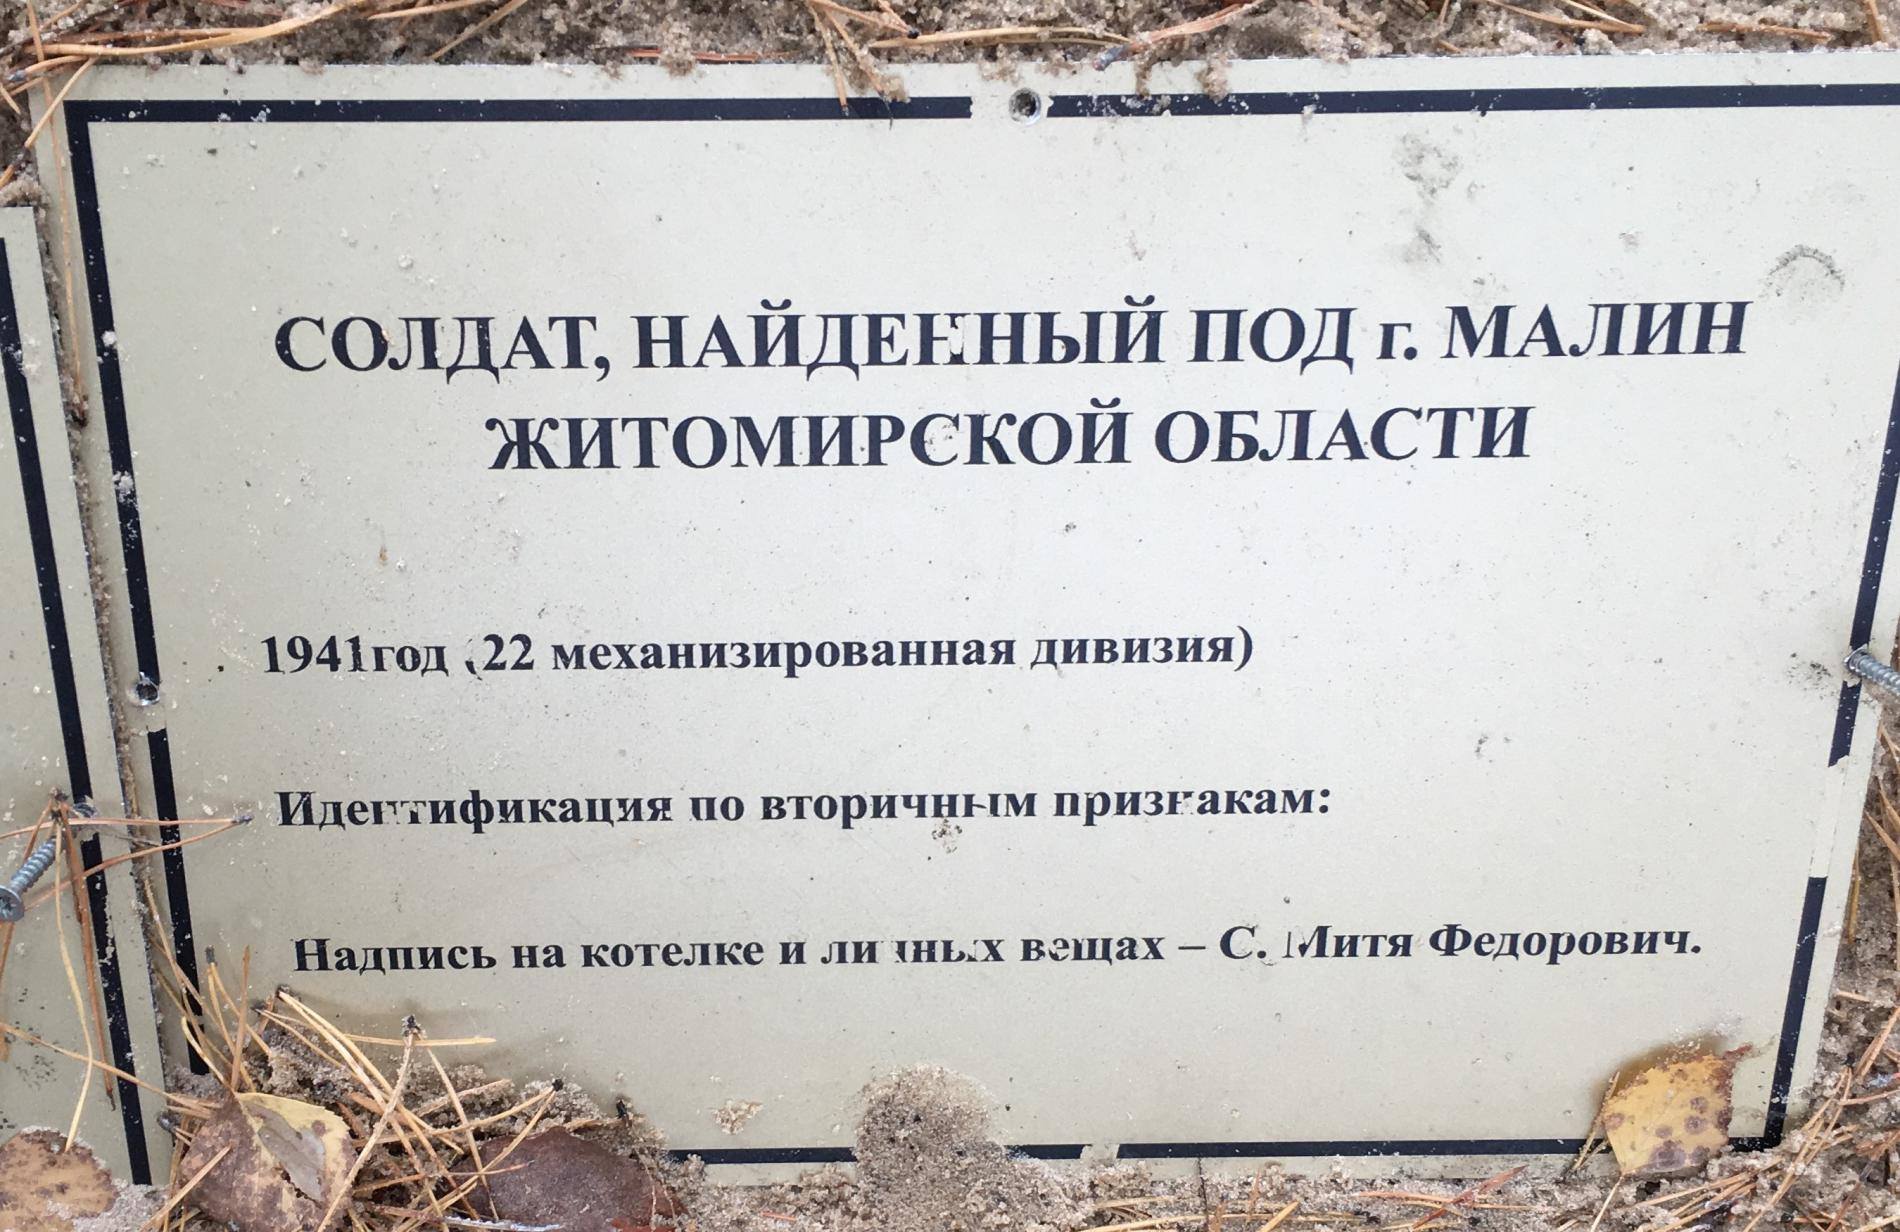 СОЛДАТ, НАЙДЕННЫЙ ПОД г. МАЛИН
ЖИТОМИРСКОЙ ОБЛАСТИ
1941год (22 механизированная дивизия)
Идентификация по вторичным признакам:
Надпись на котелке и личных вещах – С. Митя Федорович.